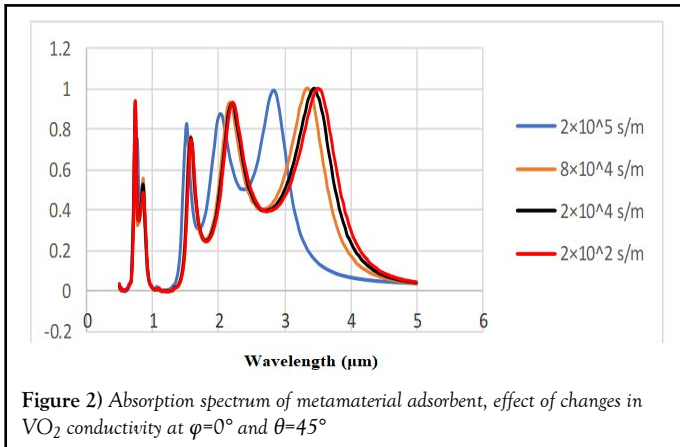 1.2
1
0.8
0.6
0.4
0.2
0
-0.2
0 1 2 3 4 5 6
2×10^5 s/m
8×10^4 s/m
2×10^4 s/m
2×10^2 s/m
Wavelength (μm)
Figure 2) Absorption spectrum of metamaterial adsorbent, effect of changes in
VO₂ conductivity at φ=0° and θ=45°